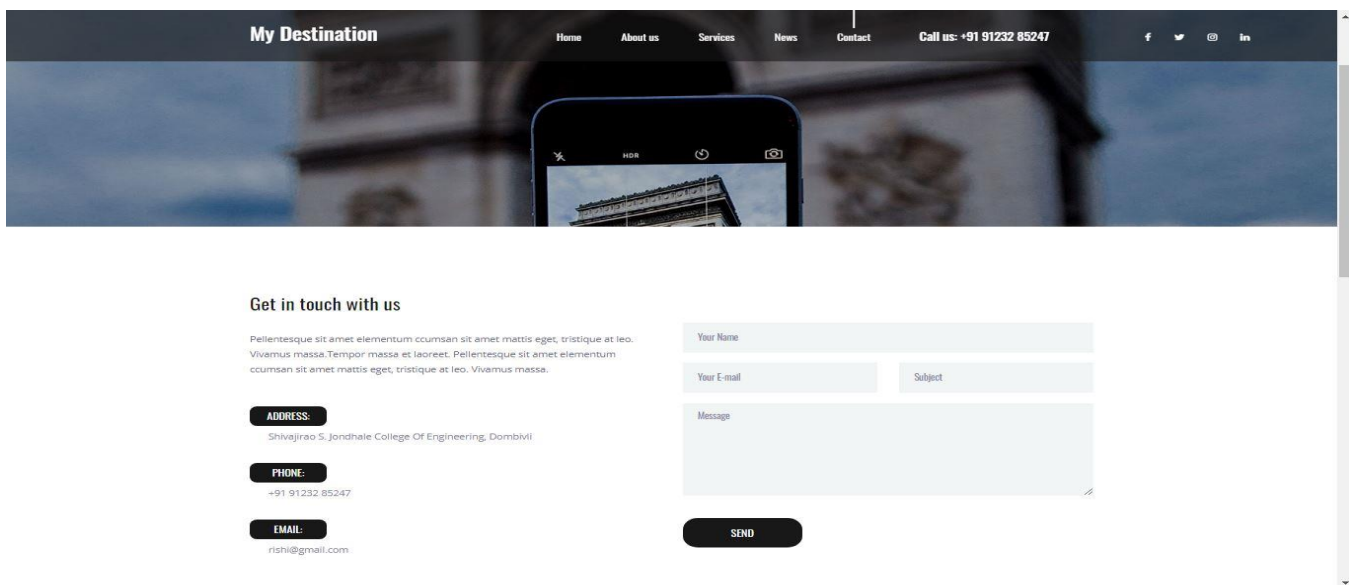 My Destination
Home About us Services News Contact Call us: +91 91232 85247 f in
HDR
Get in touch with us
Pellentesque sit amet elementum ccumsan sit amet mattis eget, tristique at leo.
Vivamus massa.Tempor massa et laoreet. Pellentesque sit amet elementum
ccumsan sit amet mattis eget, tristique at leo. Vivamus massa.
ADDRESS:
Shivajirao S. Jondhale College Of Engineering, Dombivli
PHONE:
+91 91232 85247
EMAIL:
rishi@gmail.com
Your Name
Your E-mail Subject
Message
SEND